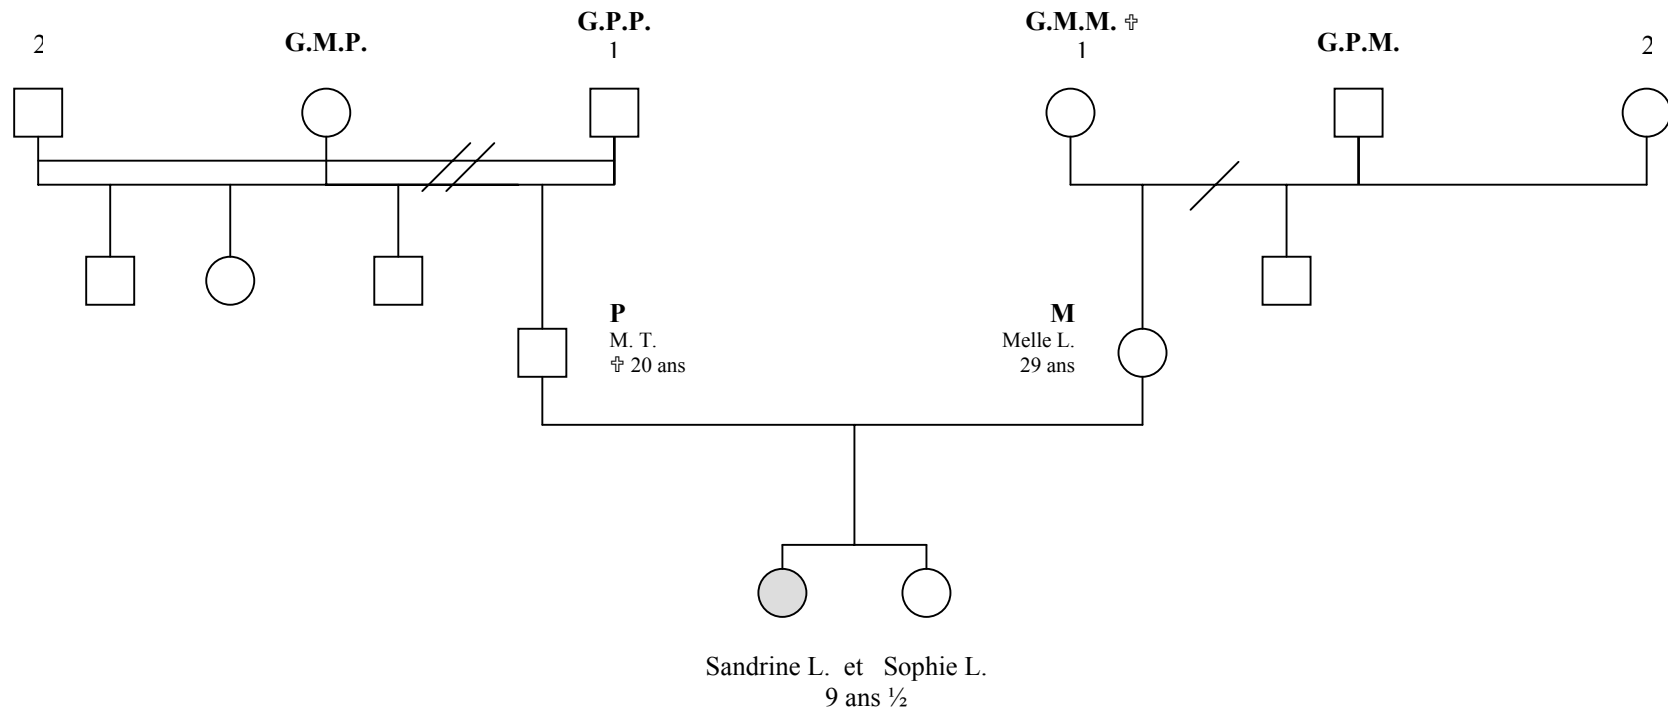 G.P.P.
G.M.M. ✞
2
G.M.P.
1
1
G.P.M.
2
P
M. T.
✞ 20 ans
M
Melle L.
29 ans
Sandrine L. et Sophie L.
9 ans ½